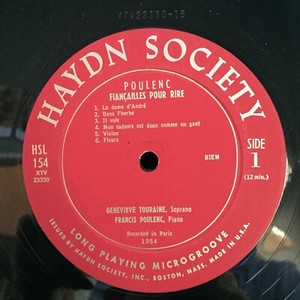 XTV23330-1B
HAYDN SOCIETY
POULENC
FIANÇAILLES POUR RIRE
1. La dame d'André
2. Dans l'herbe
3. Il vole
4. Mon cadavre est doux comme un gant
5. Violon
6. Fleurs
HSL
154
XTV
23330
SIDE
1
(12 min.)
BIEM
GENEVIEVE TOURAINE, Soprano
FRANCIS POULENC, Piano
Recorded in Paris
1954
LONG PLAYING MICROGROOVE
ISSUED BY HAYDN SOCIETY, INC., BOSTON, MASS. MADE IN U.S.A.